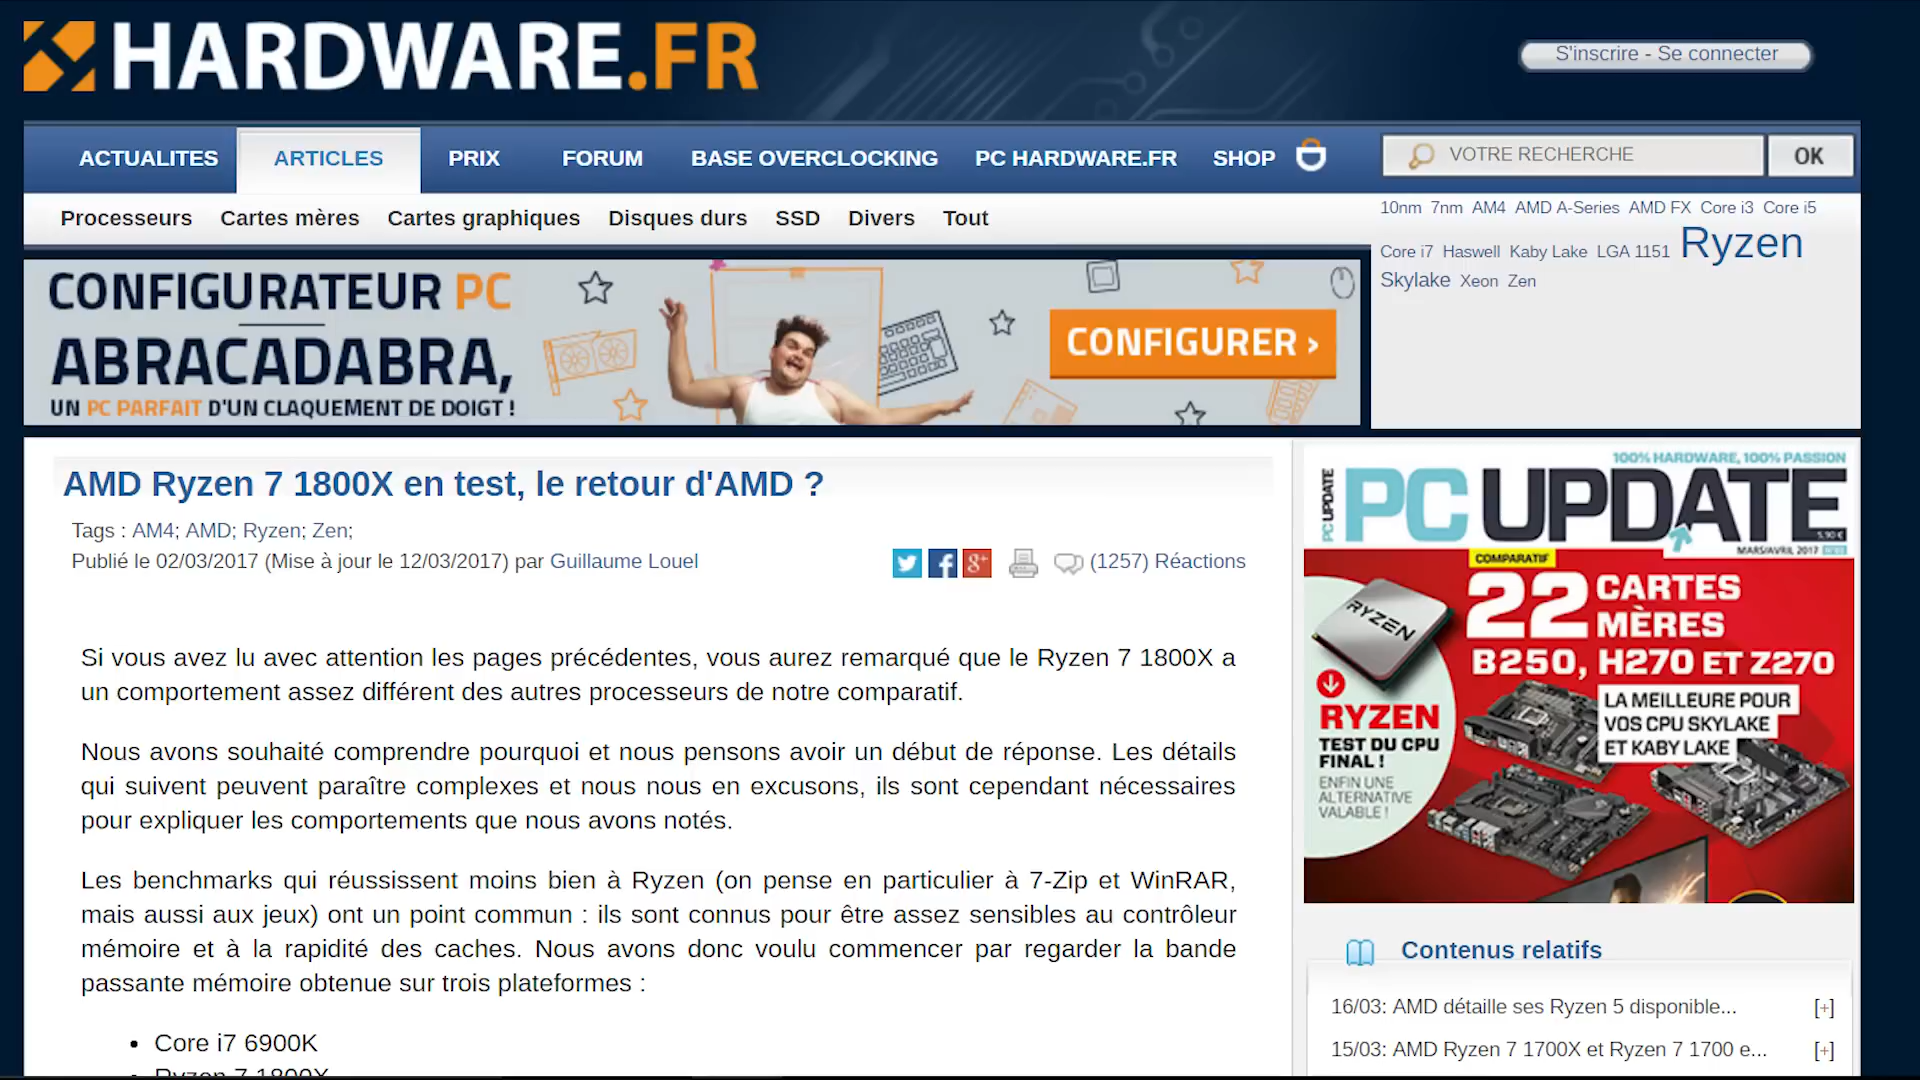 HARDWARE.FR
S'inscrire - Se connecter
ACTUALITES ARTICLES PRIX FORUM BASE OVERCLOCKING PC HARDWARE.FR SHOP
VOTRE RECHERCHE OK
Processeurs Cartes mères Cartes graphiques Disques durs SSD Divers Tout
10nm 7nm AM4 AMD A-Series AMD FX Core i3 Core i5
Core i7 Haswell Kaby Lake LGA 1151 Ryzen
Skylake Xeon Zen
CONFIGURATEUR PC
ABRACADABRA,
UN PC PARFAIT D'UN CLAQUEMENT DE DOIGT !
CONFIGURER ›
AMD Ryzen 7 1800X en test, le retour d'AMD ?
Tags : AM4; AMD; Ryzen; Zen;
Publié le 02/03/2017 (Mise à jour le 12/03/2017) par Guillaume Louel
(1257) Réactions
Si vous avez lu avec attention les pages précédentes, vous aurez remarqué que le Ryzen 7 1800X a
un comportement assez différent des autres processeurs de notre comparatif.
Nous avons souhaité comprendre pourquoi et nous pensons avoir un début de réponse. Les détails
qui suivent peuvent paraître complexes et nous nous en excusons, ils sont cependant nécessaires
pour expliquer les comportements que nous avons notés.
Les benchmarks qui réussissent moins bien à Ryzen (on pense en particulier à 7-Zip et WinRAR,
mais aussi aux jeux) ont un point commun : ils sont connus pour être assez sensibles au contrôleur
mémoire et à la rapidité des caches. Nous avons donc voulu commencer par regarder la bande
passante mémoire obtenue sur trois plateformes :
• Core i7 6900K
• Ryzen 7 1800X
100% HARDWARE, 100% PASSION
PC UPDATE
PC UPDATE
5.90 €
MARS/AVRIL 2017
COMPARATIF
22 CARTES
MÈRES
B250, H270 ET Z270
LA MEILLEURE POUR
VOS CPU SKYLAKE
ET KABY LAKE
RYZEN
RYZEN
TEST DU CPU
FINAL !
ENFIN UNE
ALTERNATIVE
VALABLE !
Contenus relatifs
16/03: AMD détaille ses Ryzen 5 disponible... [+]
15/03: AMD Ryzen 7 1700X et Ryzen 7 1700 e... [+]